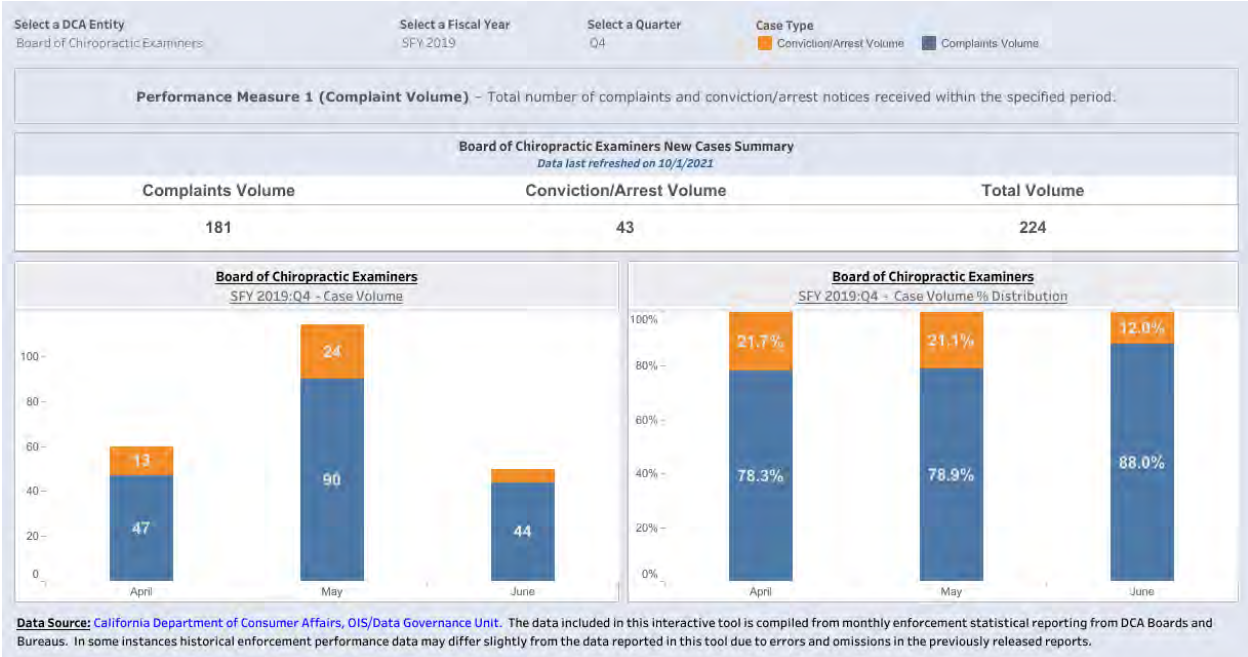 Select a DCA Entity Select a Fiscal Year Select a Quarter Case Type
Board of Chiropractic Examiners SFY 2019 Q4 Conviction/Arrest Volume Complaints Volume
Performance Measure 1 (Complaint Volume) – Total number of complaints and conviction/arrest notices received within the specified period.
Board of Chiropractic Examiners New Cases Summary
Data last refreshed on 10/1/2021
Complaints Volume Conviction/Arrest Volume Total Volume
181 43 224
Board of Chiropractic Examiners
SFY 2019:Q4 - Case Volume
100
80
60
40
20
0
24
13
90
47
44
April May June
Board of Chiropractic Examiners
SFY 2019:Q4 - Case Volume % Distribution
100%
80%
60%
40%
20%
0%
21.7% 21.1% 12.0%
78.3% 78.9% 88.0%
April May June
Data Source: California Department of Consumer Affairs, OIS/Data Governance Unit. The data included in this interactive tool is compiled from monthly enforcement statistical reporting from DCA Boards and
Bureaus. In some instances historical enforcement performance data may differ slightly from the data reported in this tool due to errors and omissions in the previously released reports.